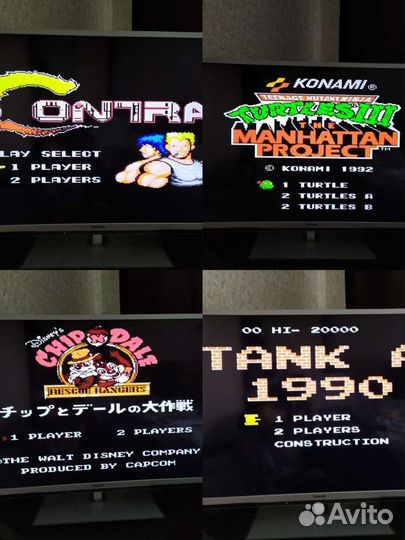 CONTRA
PLAY SELECT
1 PLAYER
2 PLAYERS
KONAMI®
TEENAGE MUTANT NINJA
TURTLES III
THE
MANHATTAN
PROJECT™
© KONAMI 1992
1 TURTLE
2 TURTLES A
2 TURTLES B
Disney's
CHIP 'N DALE
RESCUE RANGERS
チップとデールの大作戦
1 PLAYER 2 PLAYERS
©THE WALT DISNEY COMPANY
PRODUCED BY CAPCOM
00 HI- 20000
TANK A
1990
1 PLAYER
2 PLAYERS
CONSTRUCTION
Avito